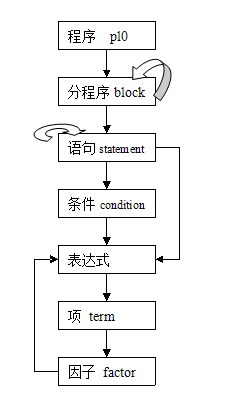 程序 pl0
分程序 block
语句 statement
条件 condition
表达式
项 term
因子 factor